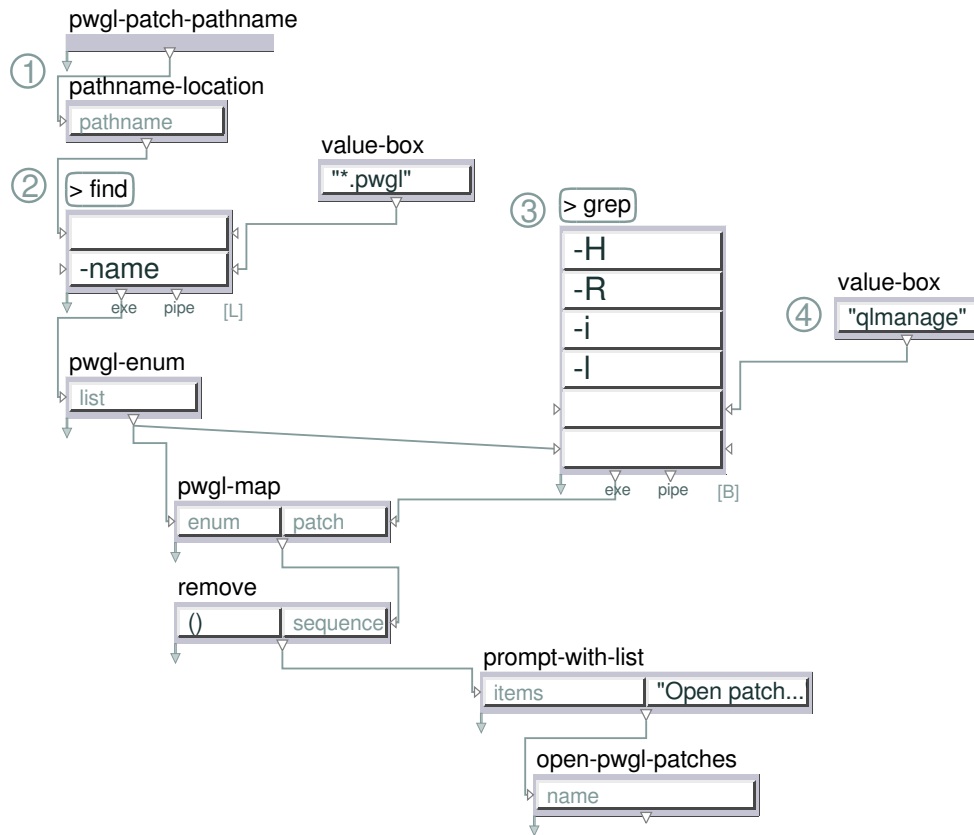 pwgl-patch-pathname
①
pathname-location
pathname
②
> find
-name
exe pipe [L]
value-box
"*.pwgl"
③
> grep
-H
-R
-i
-l
exe pipe [B]
value-box
④
"qlmanage"
pwgl-enum
list
pwgl-map
enum patch
remove
() sequence
prompt-with-list
items "Open patch...
open-pwgl-patches
name